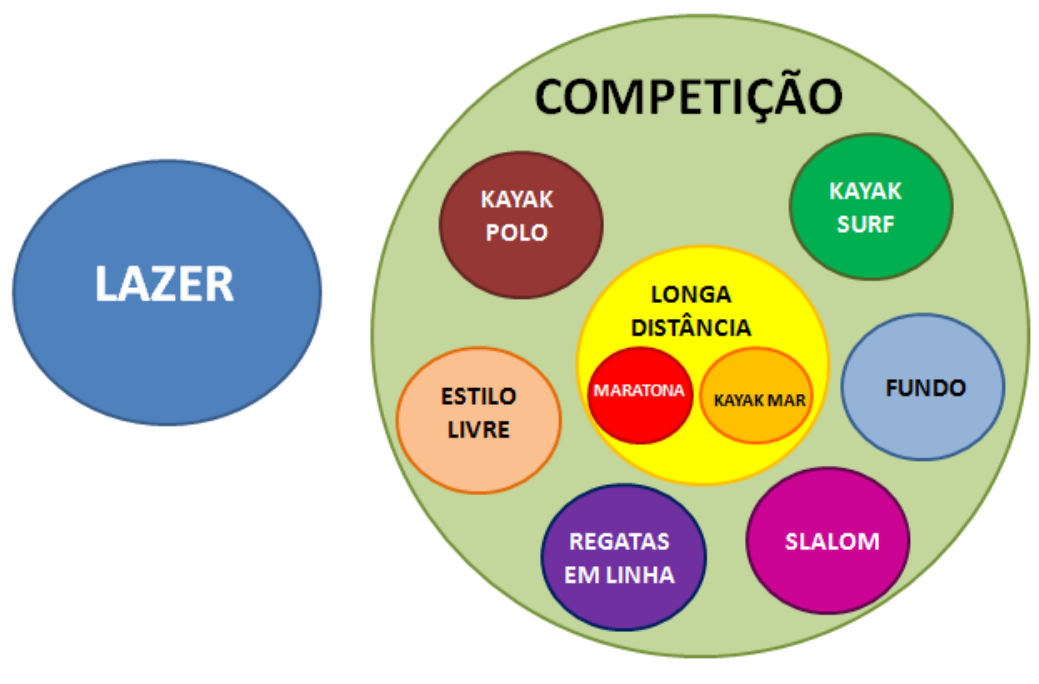 COMPETIÇÃO
KAYAK
POLO
KAYAK
SURF
LAZER
LONGA
DISTÂNCIA
MARATONA
KAYAK MAR
FUNDO
ESTILO
LIVRE
REGATAS
EM LINHA
SLALOM